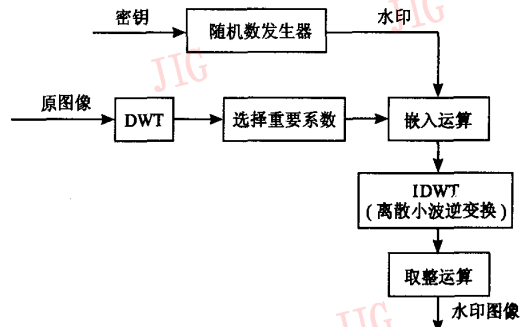 密钥
随机数发生器
水印
JIG
JIG
原图像
DWT
选择重要系数
嵌入运算
IDWT
(离散小波逆变换)
取整运算
水印图像
JIG